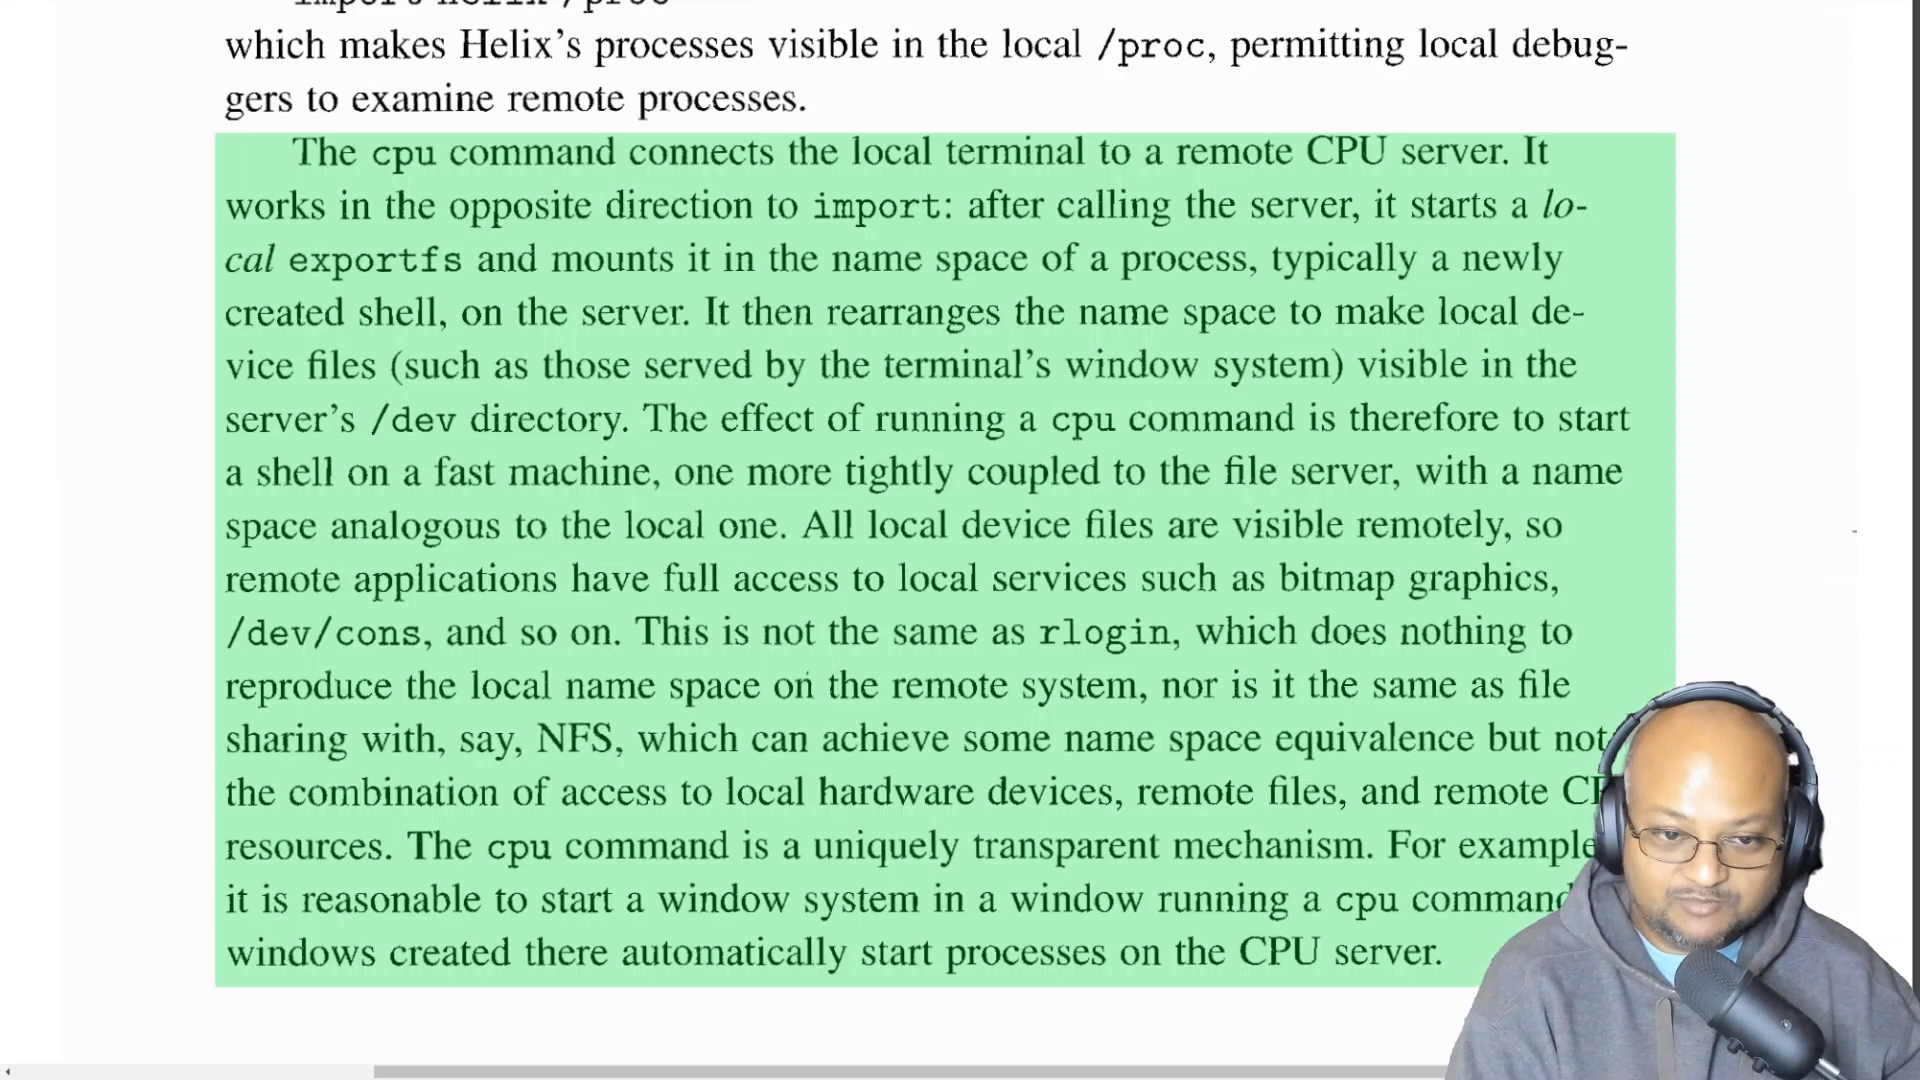 which makes Helix's processes visible in the local /proc, permitting local debug-
gers to examine remote processes.
The cpu command connects the local terminal to a remote CPU server. It
works in the opposite direction to import: after calling the server, it starts a lo-
cal exportfs and mounts it in the name space of a process, typically a newly
created shell, on the server. It then rearranges the name space to make local de-
vice files (such as those served by the terminal's window system) visible in the
server's /dev directory. The effect of running a cpu command is therefore to start
a shell on a fast machine, one more tightly coupled to the file server, with a name
space analogous to the local one. All local device files are visible remotely, so
remote applications have full access to local services such as bitmap graphics,
/dev/cons, and so on. This is not the same as rlogin, which does nothing to
reproduce the local name space on the remote system, nor is it the same as file
sharing with, say, NFS, which can achieve some name space equivalence but not
the combination of access to local hardware devices, remote files, and remote
resources. The cpu command is a uniquely transparent mechanism. For example
it is reasonable to start a window system in a window running a cpu command
windows created there automatically start processes on the CPU server.